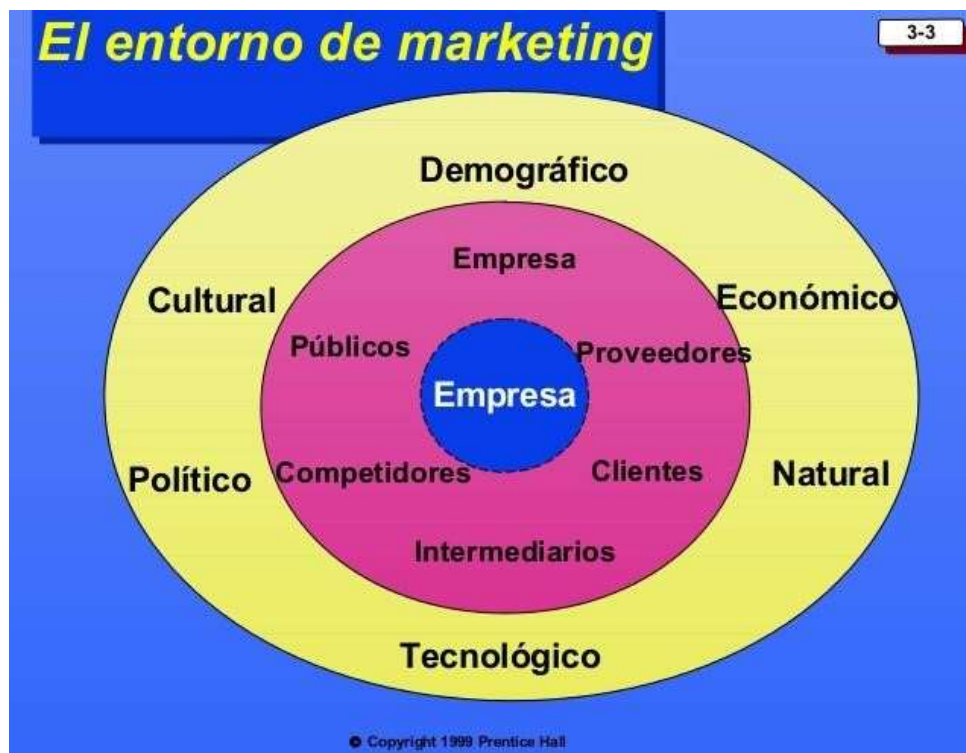 El entorno de marketing
3-3
Demográfico
Empresa
Cultural
Económico
Públicos
Proveedores
Empresa
Político
Competidores
Clientes
Natural
Intermediarios
Tecnológico
© Copyright 1999 Prentice Hall